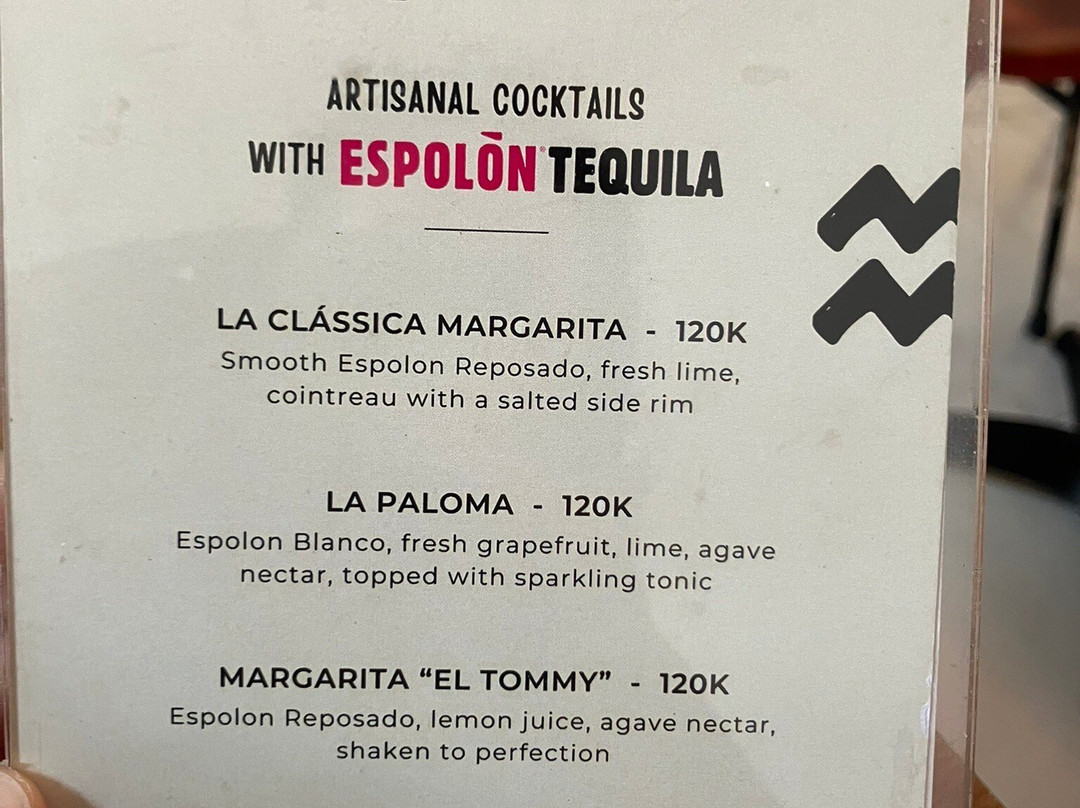 ARTISANAL COCKTAILS
WITH ESPOLÒN® TEQUILA
LA CLÁSSICA MARGARITA - 120K
Smooth Espolon Reposado, fresh lime,
cointreau with a salted side rim
LA PALOMA - 120K
Espolon Blanco, fresh grapefruit, lime, agave
nectar, topped with sparkling tonic
MARGARITA “EL TOMMY” - 120K
Espolon Reposado, lemon juice, agave nectar,
shaken to perfection